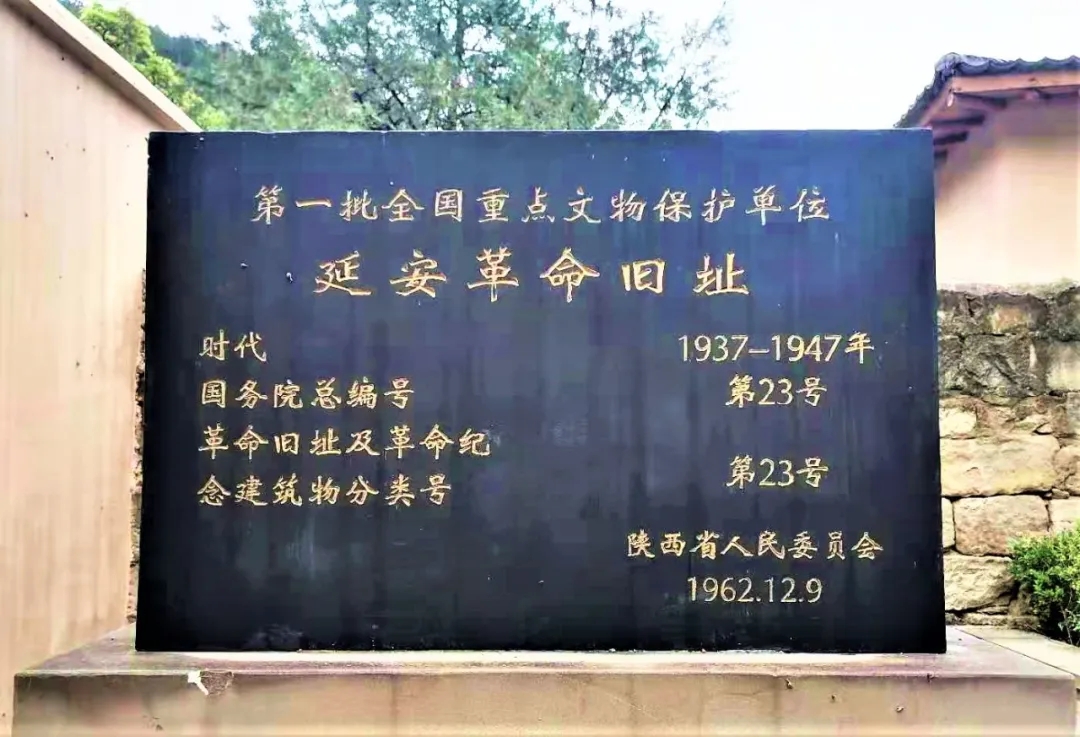 第一批全国重点文物保护单位
延安革命旧址
时代 1937–1947年
国务院总编号 第23号
革命旧址及革命纪
念建筑物分类号 第23号
陕西省人民委员会
1962.12.9